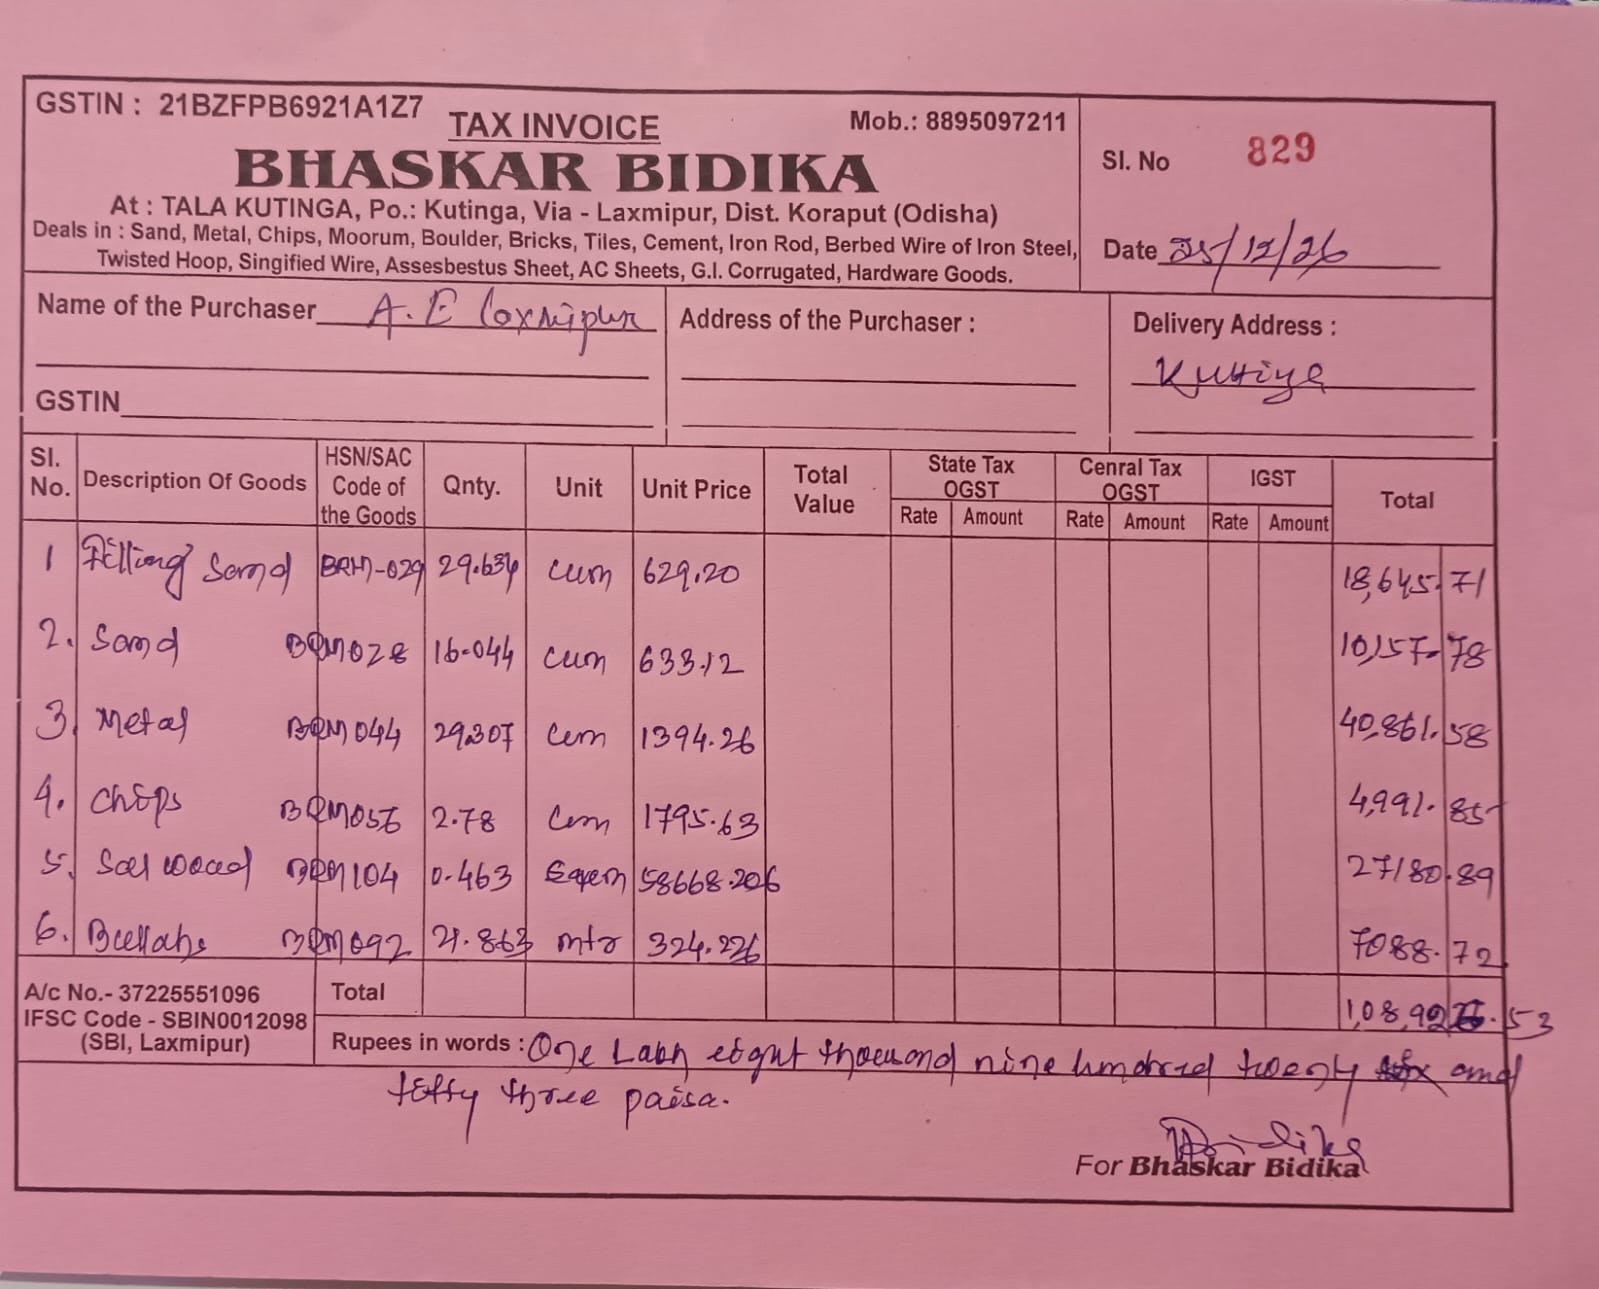 GSTIN : 21BZFPB6921A1Z7
TAX INVOICE
Mob.: 8895097211
BHASKAR BIDIKA
At : TALA KUTINGA, Po.: Kutinga, Via - Laxmipur, Dist. Koraput (Odisha)
Deals in : Sand, Metal, Chips, Moorum, Boulder, Bricks, Tiles, Cement, Iron Rod, Berbed Wire of Iron Steel,
Twisted Hoop, Singified Wire, Assesbestus Sheet, AC Sheets, G.I. Corrugated, Hardware Goods.
Sl. No 829
Date 25/12/26
Name of the Purchaser A.E Laxmipur
GSTIN
Address of the Purchaser :
Delivery Address :
Sl. No. Description Of Goods HSN/SAC Code of the Goods Qnty. Unit Unit Price Total Value State Tax OGST Cenral Tax OGST IGST Total
Rate Amount Rate Amount Rate Amount
1 Filling Sand BRM-029 29.634 cum 629.20 18,645.71
2. Sand BRM028 16.044 cum 633.12 10,157.78
3. Metal BRM044 29.307 cum 1394.26 40,861.58
4. Chips BRM056 2.78 cum 1795.63 4,991.85
5. Sal wood BRM104 0.463 58668.206 27180.89
6. Bullahs BRM092 21.863 mtr 324.226 7088.72
Total 1,08,926.53
A/c No.- 37225551096
IFSC Code - SBIN0012098
(SBI, Laxmipur)
Rupees in words : One Lakh eight thousand nine hundred twenty six and
fifty three paisa.
Bidika
For Bhaskar Bidika